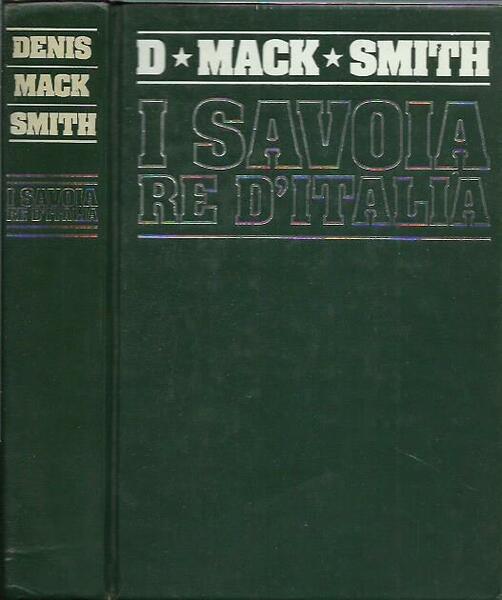 DENIS
MACK
SMITH
I SAVOIA
RE D'ITALIA
D★MACK★SMITH
I SAVOIA
RE D'ITALIA